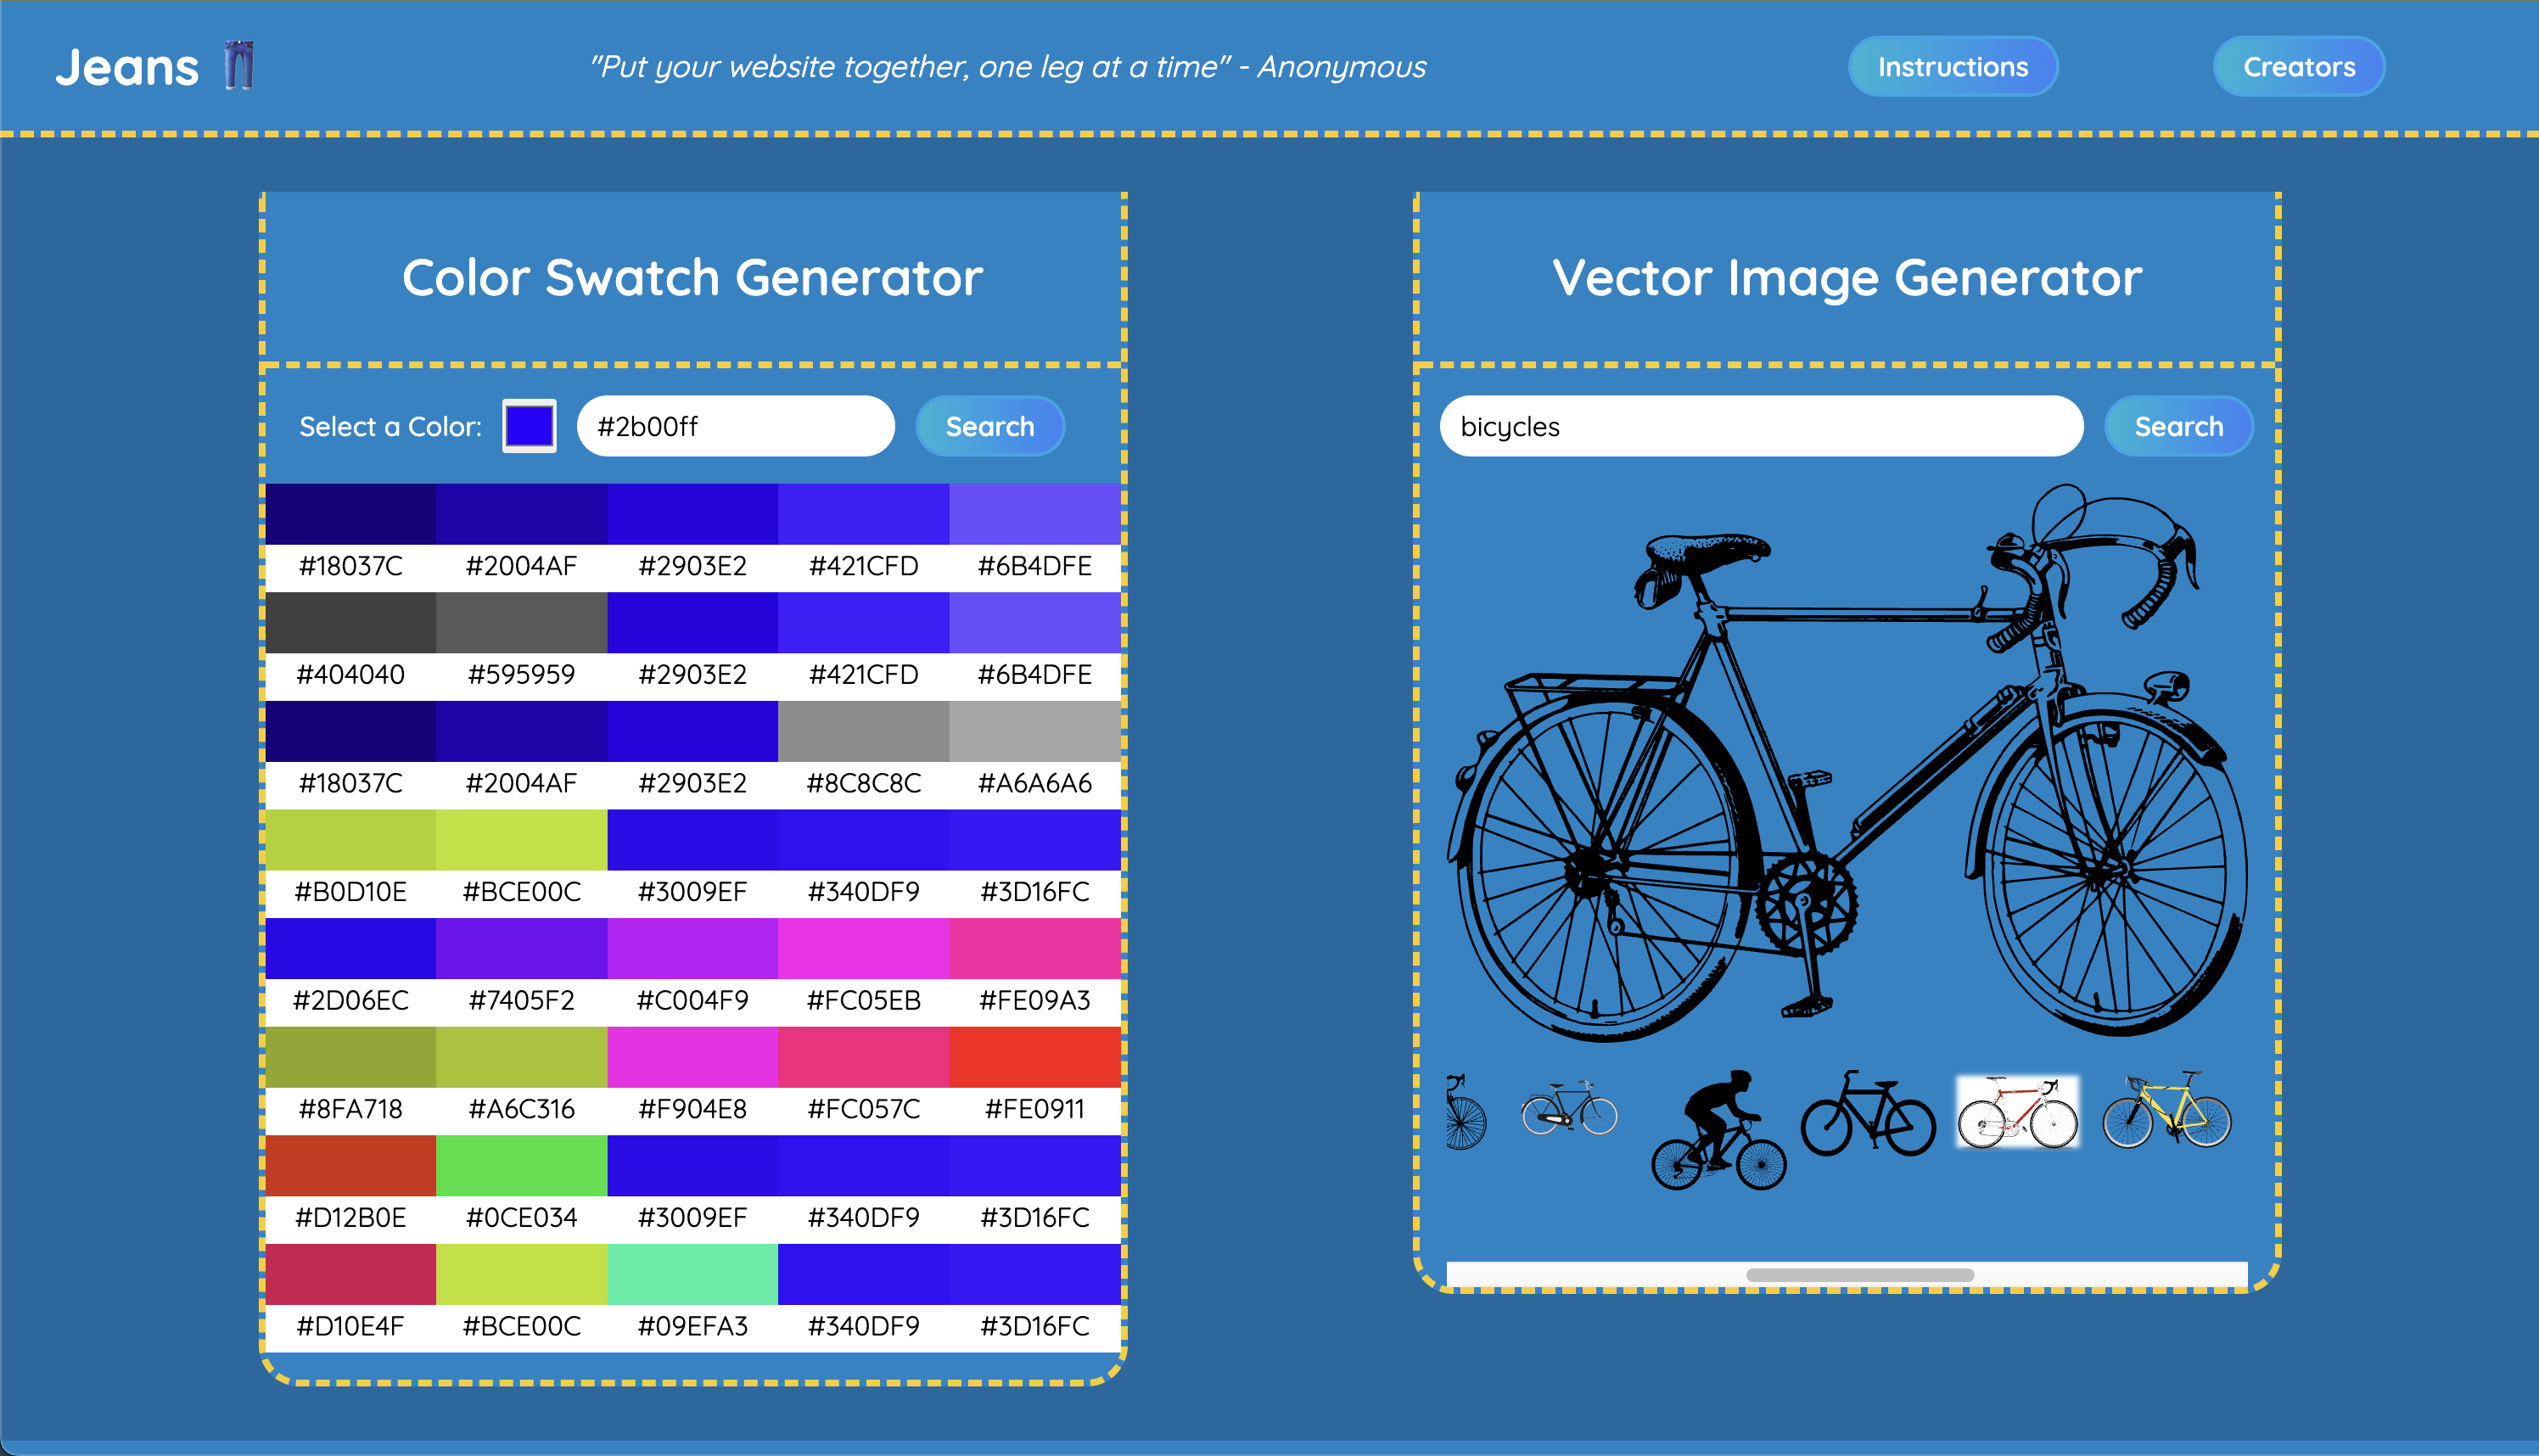 Jeans
"Put your website together, one leg at a time" - Anonymous
Instructions
Creators
Color Swatch Generator
Select a Color:
#2b00ff
Search
#18037C #2004AF #2903E2 #421CFD #6B4DFE
#404040 #595959 #2903E2 #421CFD #6B4DFE
#18037C #2004AF #2903E2 #8C8C8C #A6A6A6
#B0D10E #BCE00C #3009EF #340DF9 #3D16FC
#2D06EC #7405F2 #C004F9 #FC05EB #FE09A3
#8FA718 #A6C316 #F904E8 #FC057C #FE0911
#D12B0E #0CE034 #3009EF #340DF9 #3D16FC
#D10E4F #BCE00C #09EFA3 #340DF9 #3D16FC
Vector Image Generator
bicycles
Search